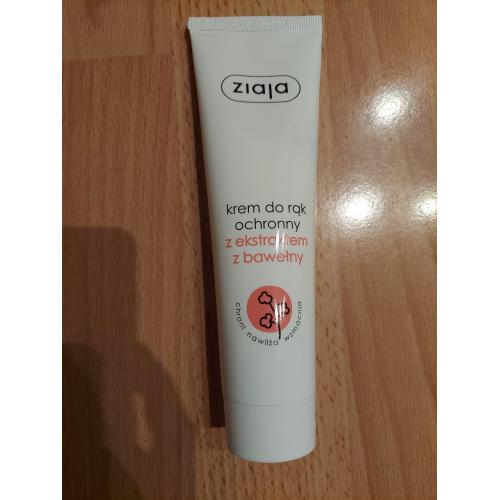 ziaja
krem do rąk
ochronny
z ekstraktem
z bawełny
chroni nawilża wzmacnia